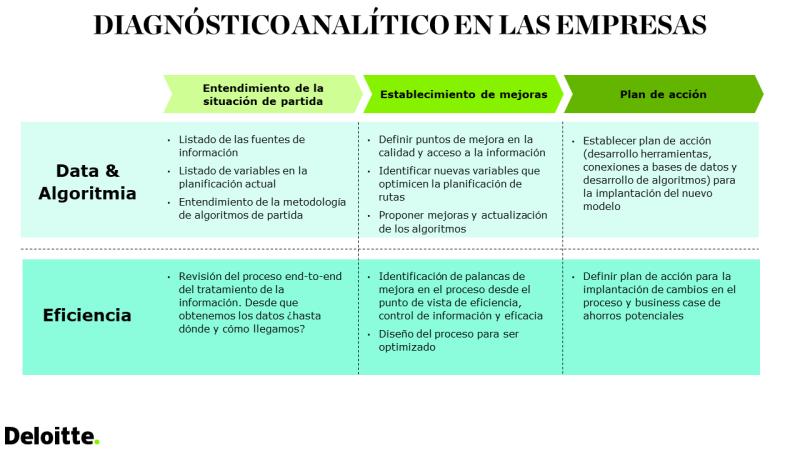 DIAGNÓSTICO ANALÍTICO EN LAS EMPRESAS
Entendimiento de la
situación de partida
Establecimiento de mejoras
Plan de acción
Data &
Algoritmia
• Listado de las fuentes de
información
• Listado de variables en la
planificación actual
• Entendimiento de la metodología
de algoritmos de partida
• Definir puntos de mejora en la
calidad y acceso a la información
• Identificar nuevas variables que
optimicen la planificación de
rutas
• Proponer mejoras y actualización
de los algoritmos
• Establecer plan de acción
(desarrollo herramientas,
conexiones a bases de datos y
desarrollo de algoritmos) para
la implantación del nuevo
modelo
Eficiencia
• Revisión del proceso end-to-end
del tratamiento de la
información. Desde que
obtenemos los datos ¿hasta
dónde y cómo llegamos?
• Identificación de palancas de
mejora en el proceso desde el
punto de vista de eficiencia,
control de información y eficacia
• Diseño del proceso para ser
optimizado
• Definir plan de acción para la
implantación de cambios en el
proceso y business case de
ahorros potenciales
Deloitte.